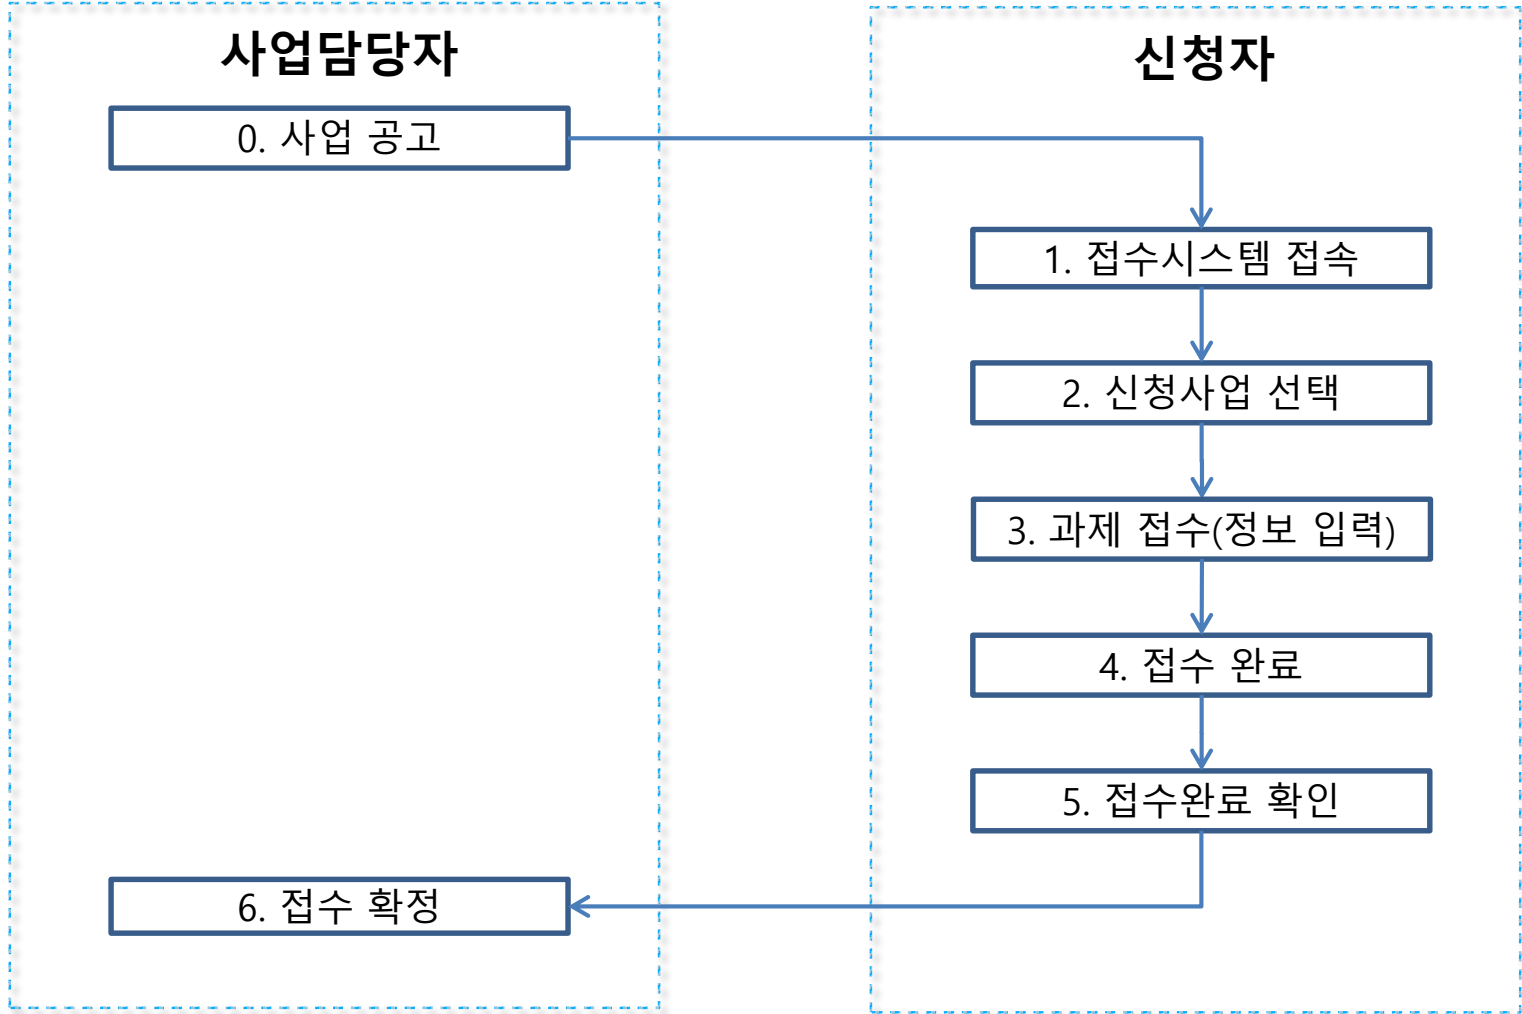 사업담당자
신청자
0. 사업 공고
1. 접수시스템 접속
2. 신청사업 선택
3. 과제 접수(정보 입력)
4. 접수 완료
5. 접수완료 확인
6. 접수 확정